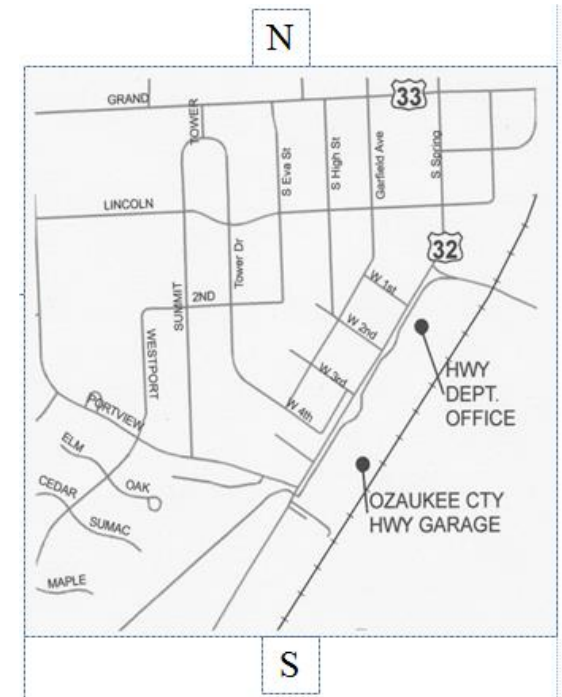 N
GRAND
33
TOWER
S Eva St
S High St
Garfield Ave
S Spring
LINCOLN
32
Tower Dr
SUMMIT
2ND
W 1st
W 2nd
WESTPORT
W 3rd
HWY
DEPT.
OFFICE
W 4th
PORTVIEW
ELM
CEDAR
OAK
OZAUKEE CTY
HWY GARAGE
SUMAC
MAPLE
S